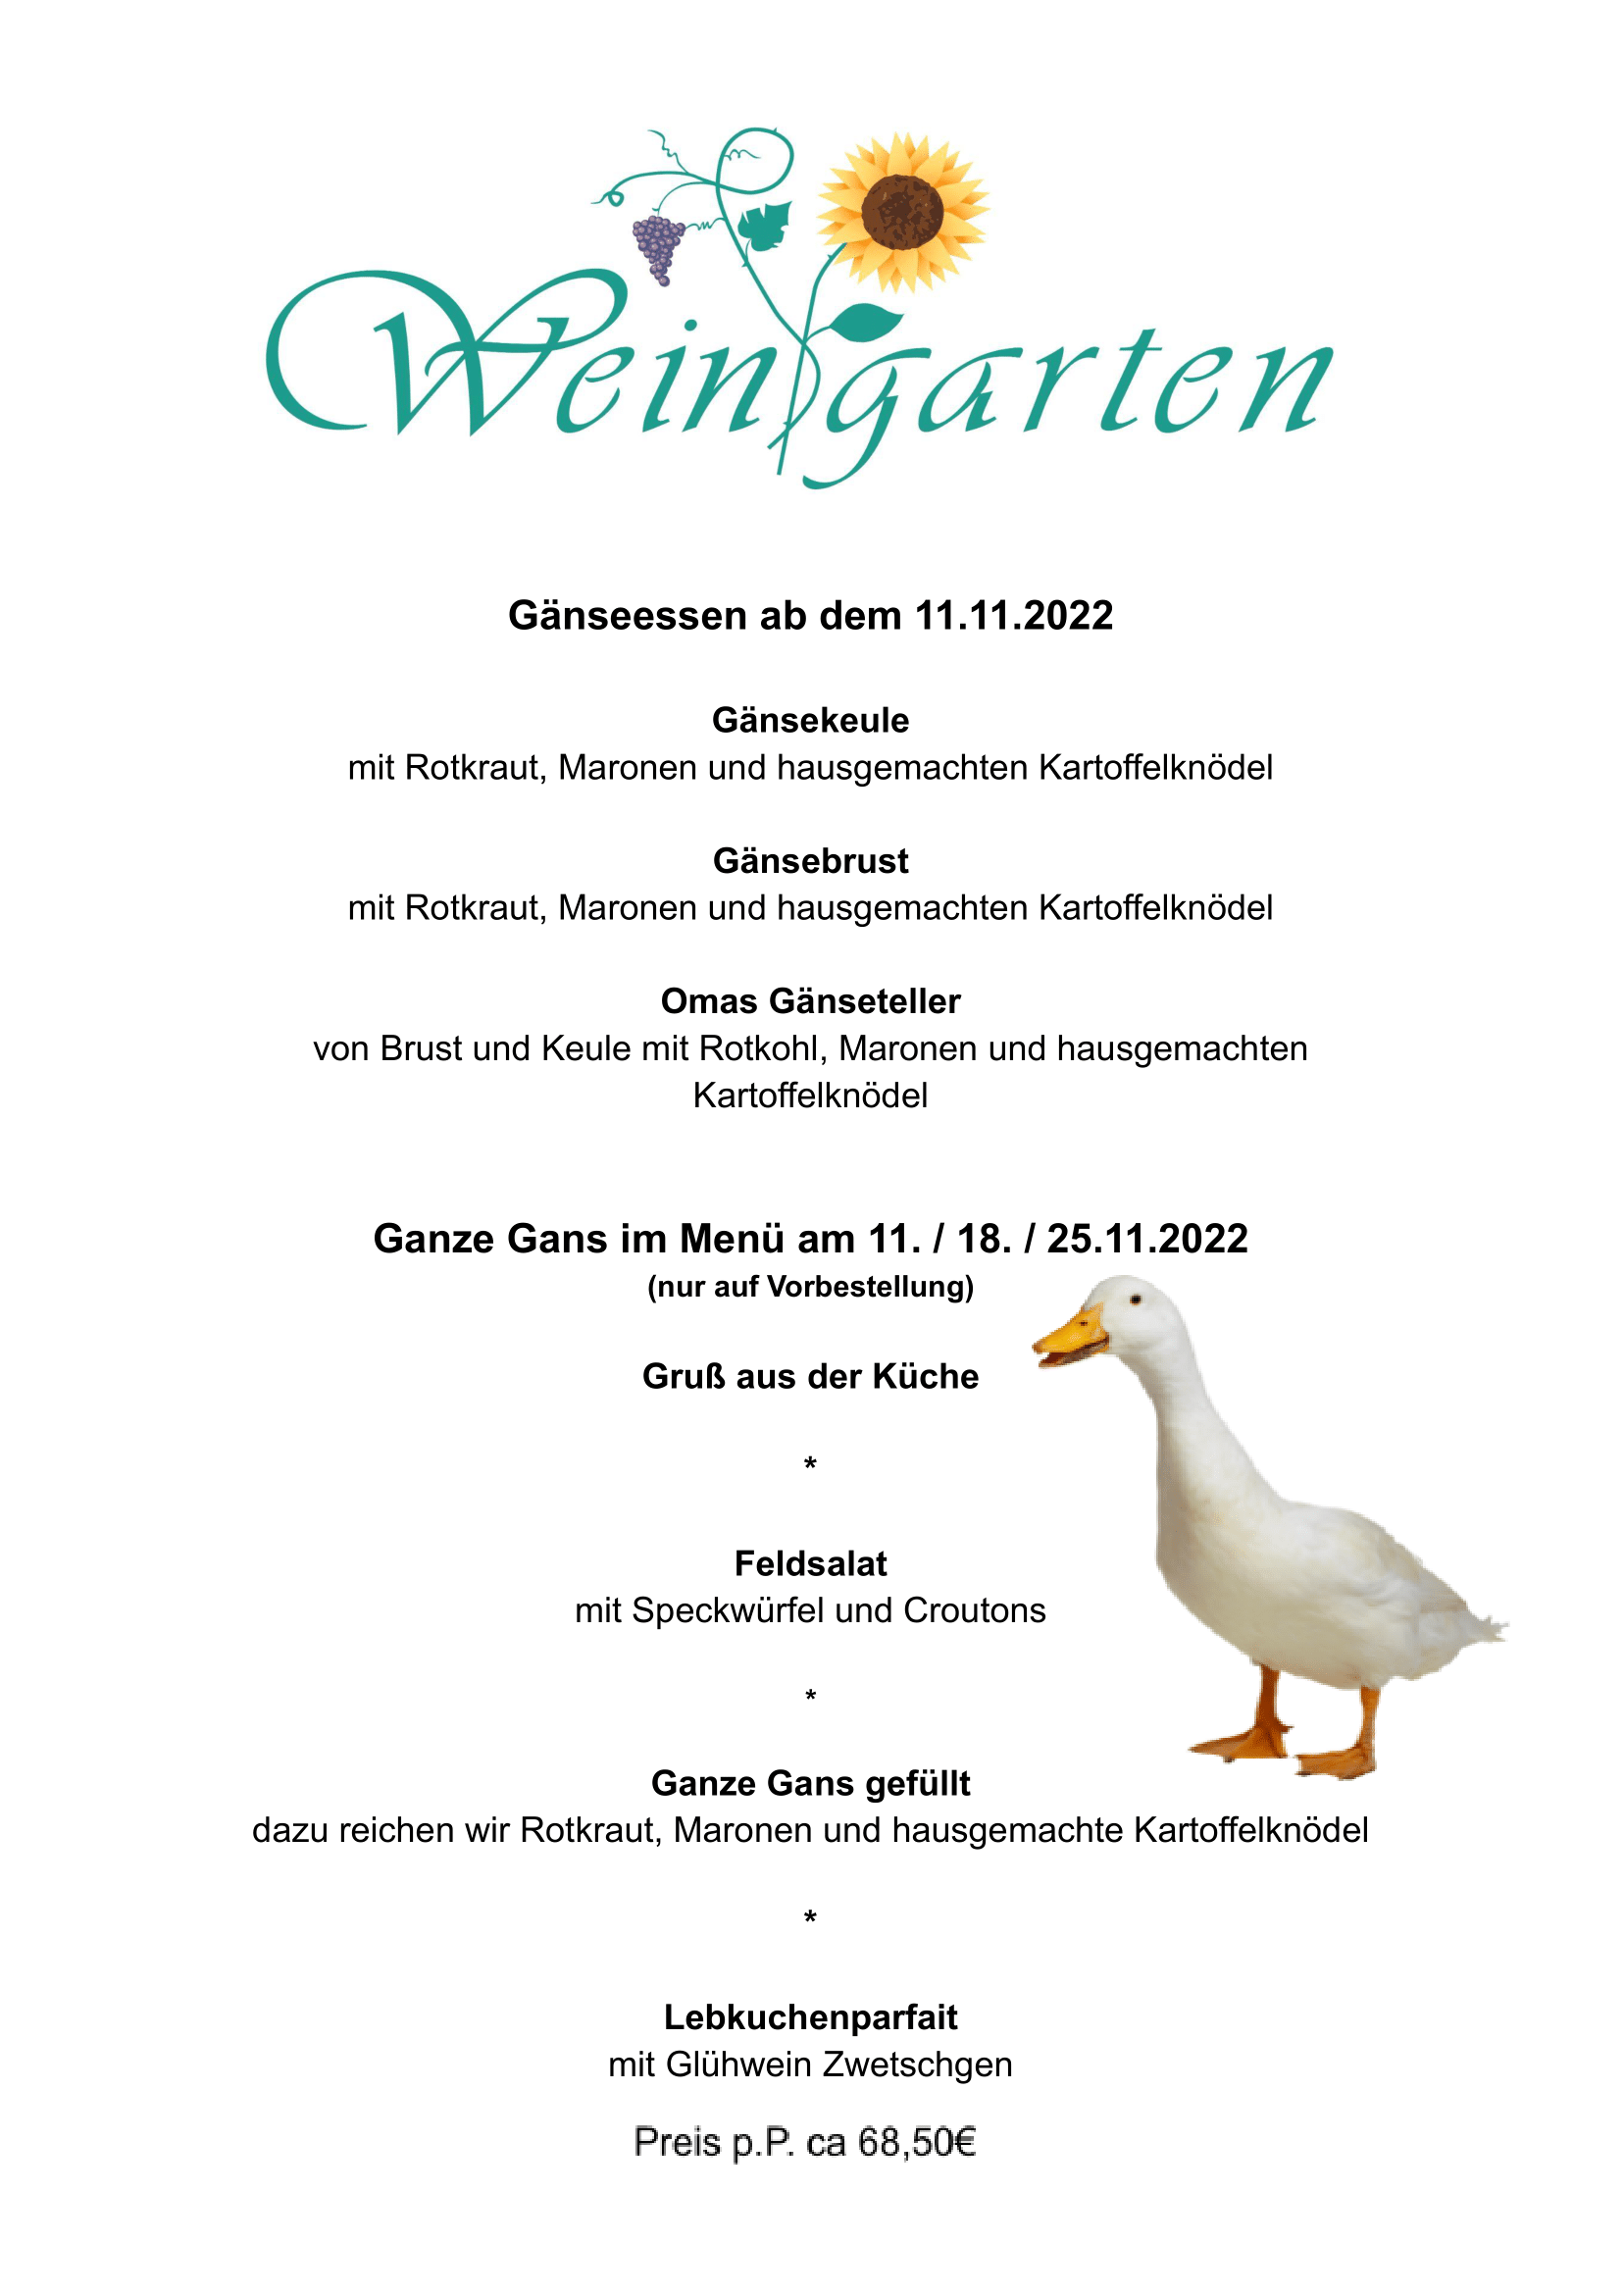 Weingarten
Gänseessen ab dem 11.11.2022
Gänsekeule
mit Rotkraut, Maronen und hausgemachten Kartoffelknödel
Gänsebrust
mit Rotkraut, Maronen und hausgemachten Kartoffelknödel
Omas Gänseteller
von Brust und Keule mit Rotkohl, Maronen und hausgemachten
Kartoffelknödel
Ganze Gans im Menü am 11. / 18. / 25.11.2022
(nur auf Vorbestellung)
Gruß aus der Küche
*
Feldsalat
mit Speckwürfel und Croutons
*
Ganze Gans gefüllt
dazu reichen wir Rotkraut, Maronen und hausgemachte Kartoffelknödel
*
Lebkuchenparfait
mit Glühwein Zwetschgen
Preis p.P. ca 68,50€